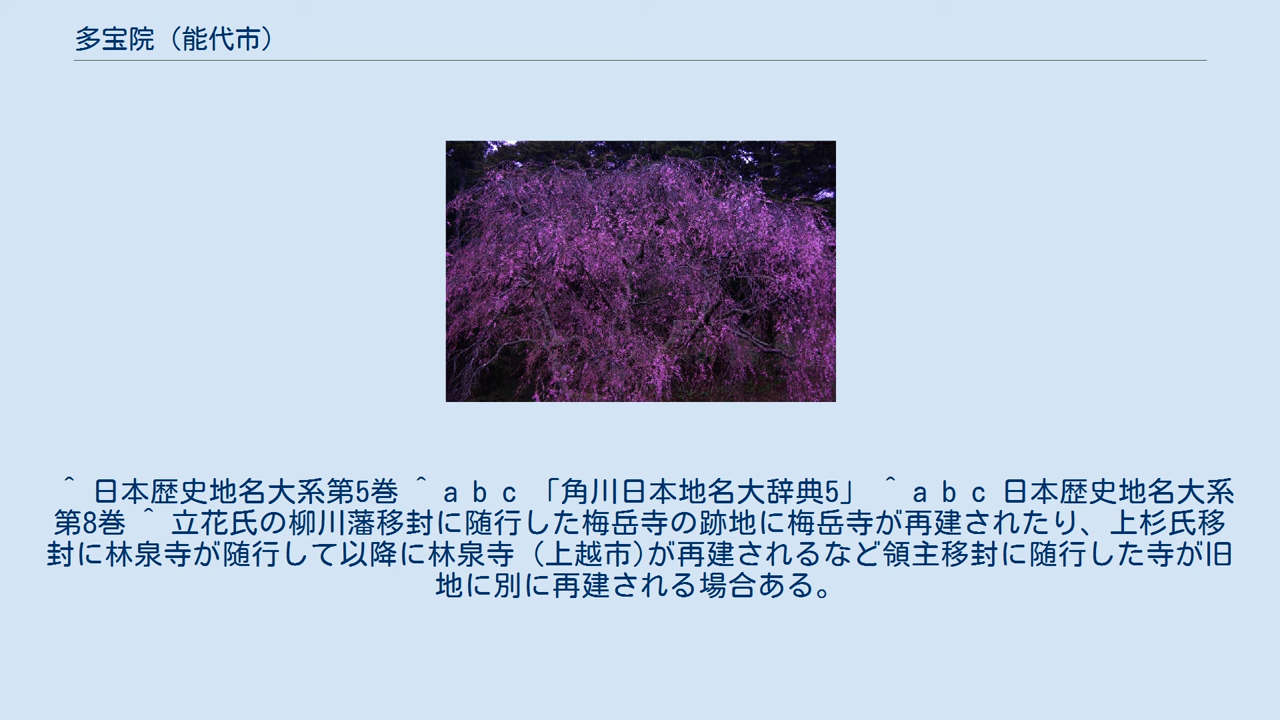 多宝院（能代市）
^ 日本歴史地名大系第5巻 ^ a b c 「角川日本地名大辞典5」 ^ a b c 日本歴史地名大系
第8巻 ^ 立花氏の柳川藩移封に随行した梅岳寺の跡地に梅岳寺が再建されたり、上杉氏移
封に林泉寺が随行して以降に林泉寺 (上越市)が再建されるなど領主移封に随行した寺が旧
地に別に再建される場合ある。